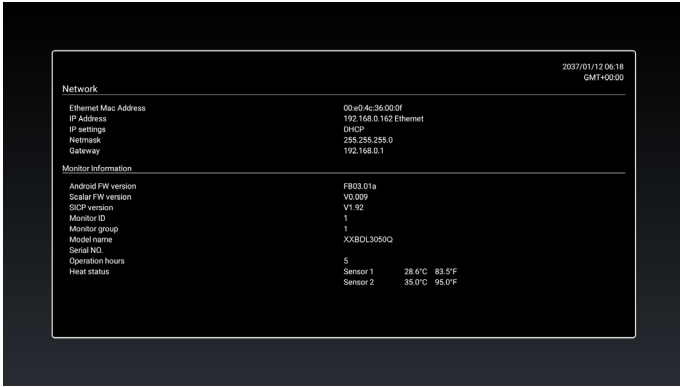 2037/01/12 06:18
GMT+00:00
Network
Ethernet Mac Address 00:e0:4c:36:00:0f
IP Address 192.168.0.162 Ethernet
IP settings DHCP
Netmask 255.255.255.0
Gateway 192.168.0.1
Monitor Information
Android FW version FB03.01a
Scalar FW version V0.009
SICP version V1.92
Monitor ID 1
Monitor group 1
Model name XXBDL3050Q
Serial NO.
Operation hours 5
Heat status Sensor 1 28.6°C 83.5°F
Sensor 2 35.0°C 95.0°F